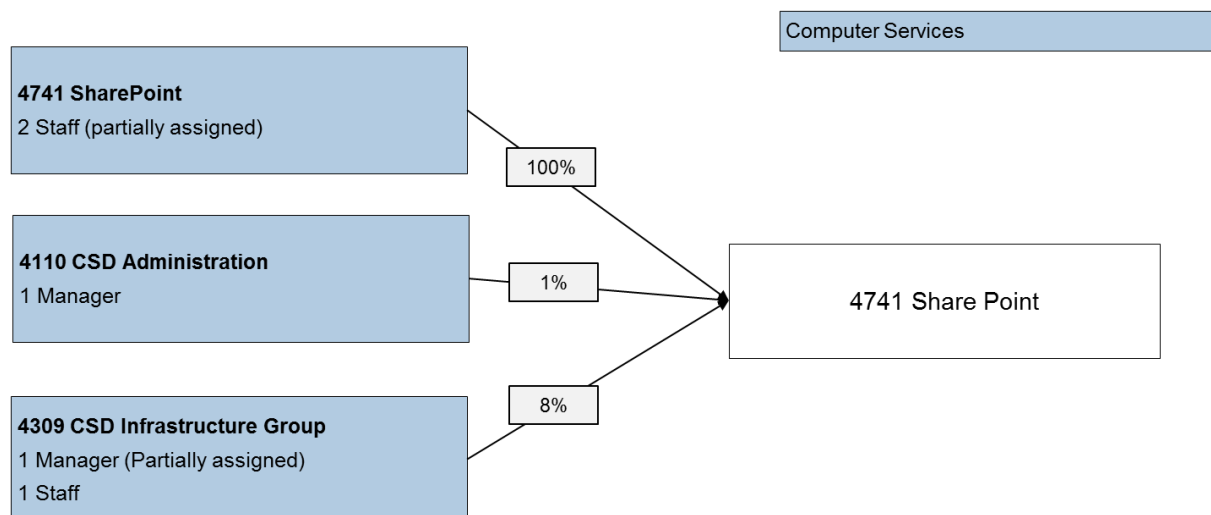 Computer Services
4741 SharePoint
2 Staff (partially assigned)
100%
4110 CSD Administration
1 Manager
1%
4741 Share Point
8%
4309 CSD Infrastructure Group
1 Manager (Partially assigned)
1 Staff